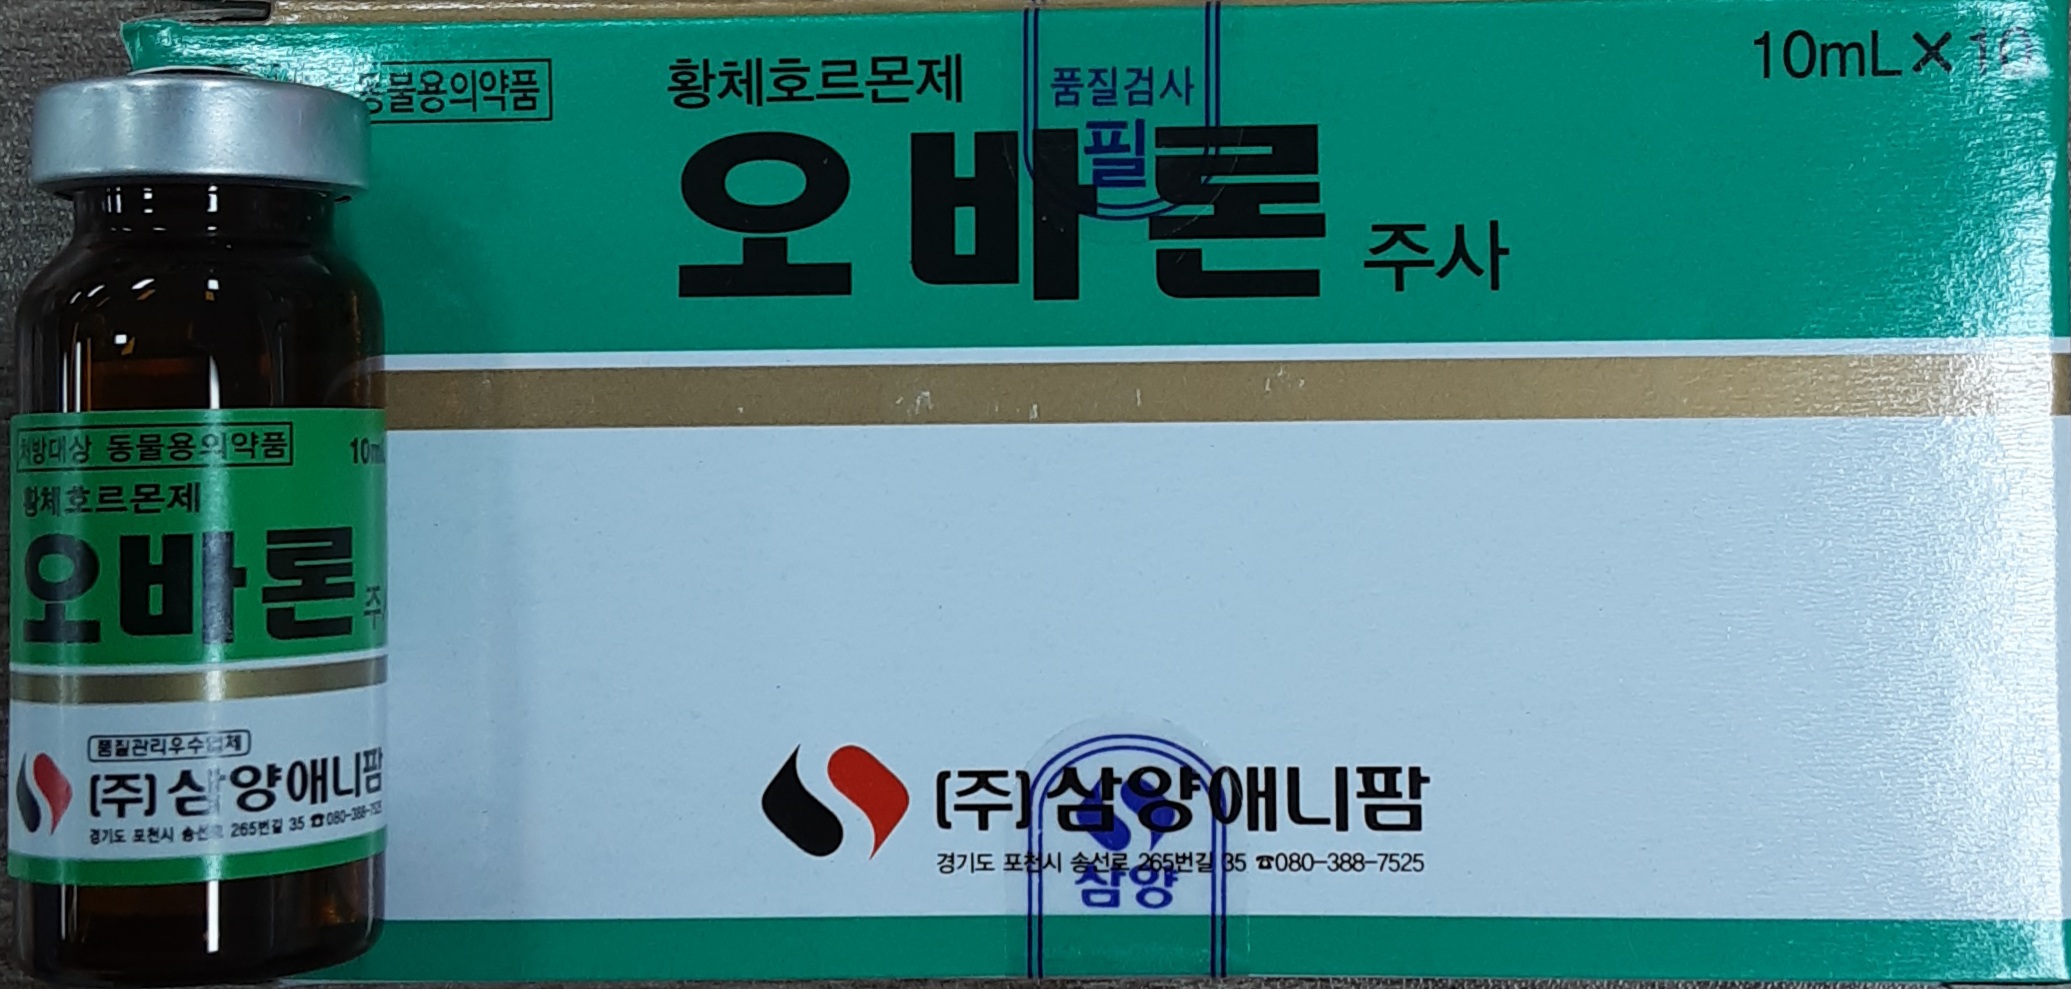 동물용의약품
황체호르몬제
품질검사
필
10mL×10
오바론 주사
처방대상 동물용의약품
10mL
황체호르몬제
오바론 주사
품질관리우수업체
(주)삼양애니팜
경기도 포천시 송선로 265번길 35 ☎080-388-7525
(주)삼양애니팜
경기도 포천시 송선로 265번길 35 ☎080-388-7525
삼양